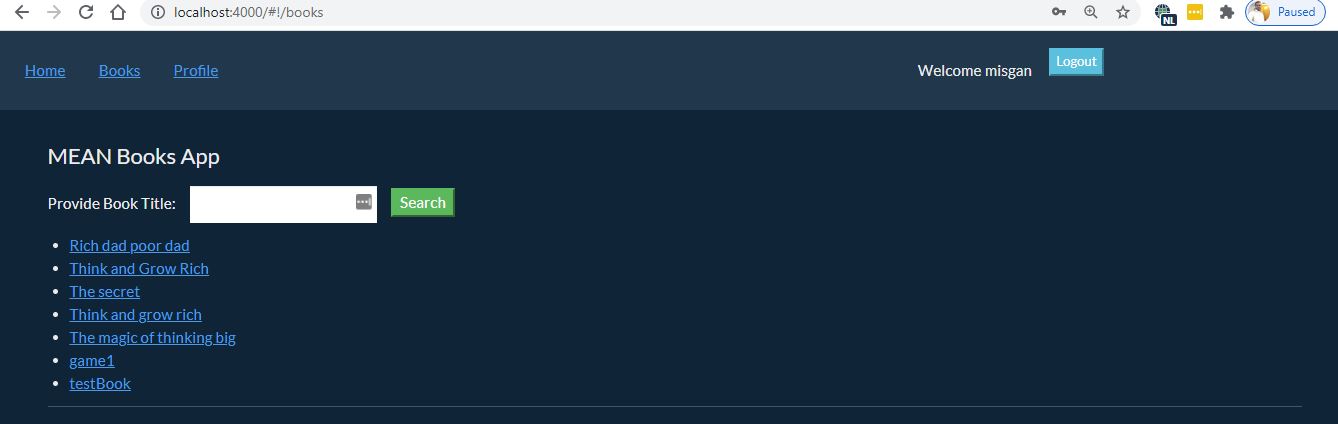 localhost:4000/#!/books
NL
Paused
Home Books Profile Welcome misgan Logout
MEAN Books App
Provide Book Title: Search
Rich dad poor dad
Think and Grow Rich
The secret
Think and grow rich
The magic of thinking big
game1
testBook